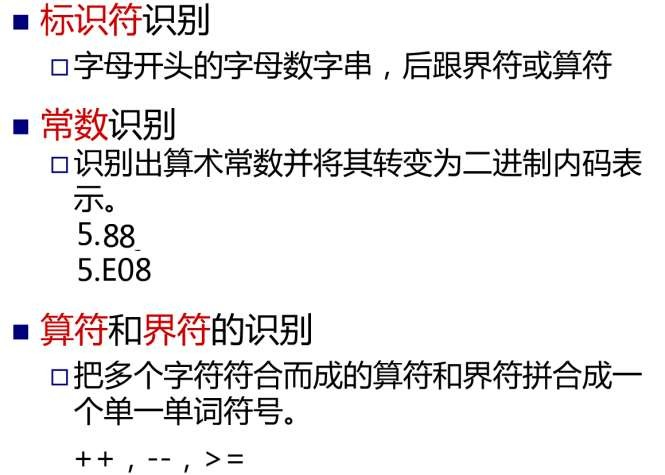 标识符识别
字母开头的字母数字串，后跟界符或算符
常数识别
识别出算术常数并将其转变为二进制内码表
示。
5.88
5.E08
算符和界符的识别
把多个字符符合而成的算符和界符拼合成一
个单一单词符号。
++，--，>=